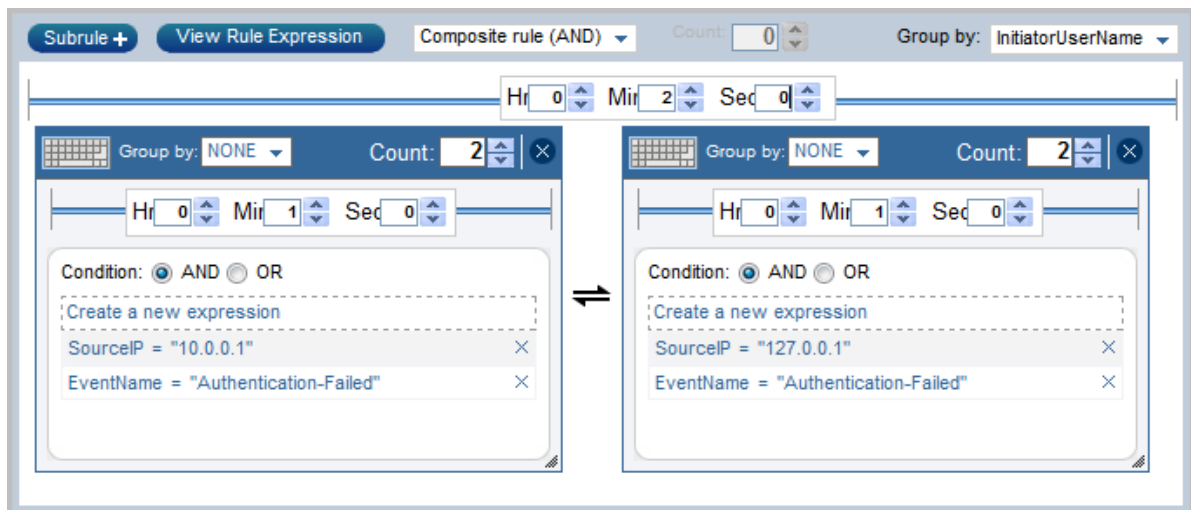 Subrule + View Rule Expression Composite rule (AND) Count: 0 Group by: InitiatorUserName
Hr 0 Min 2 Sec 0
Group by: NONE Count: 2
Hr 0 Min 1 Sec 0
Condition: AND OR
Create a new expression
SourceIP = "10.0.0.1"
EventName = "Authentication-Failed"
Group by: NONE Count: 2
Hr 0 Min 1 Sec 0
Condition: AND OR
Create a new expression
SourceIP = "127.0.0.1"
EventName = "Authentication-Failed"